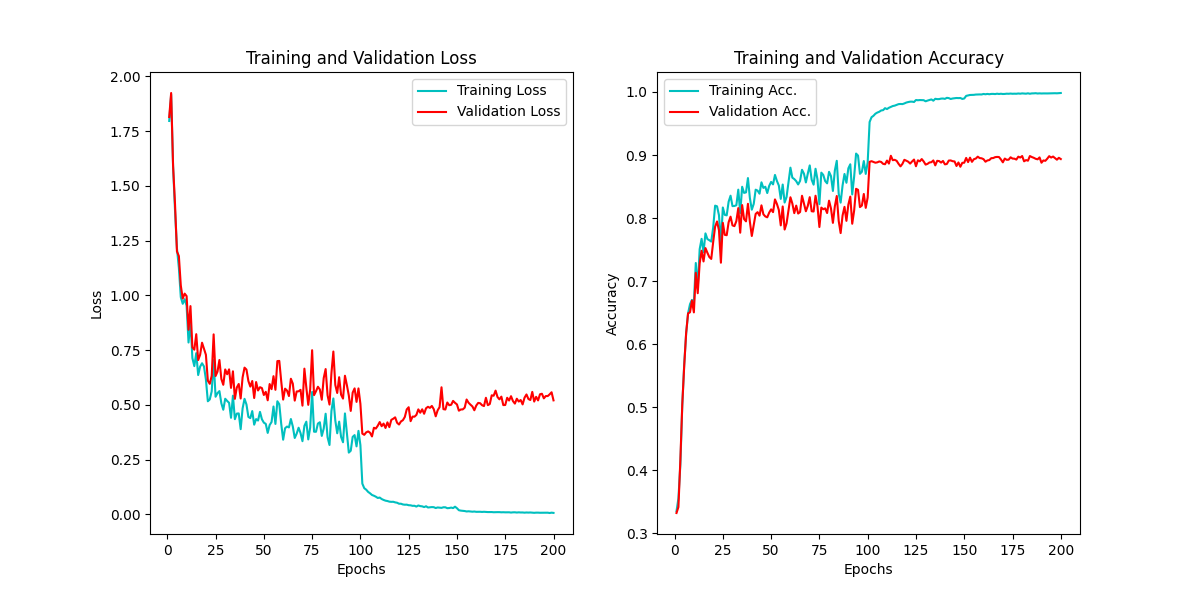 Training and Validation Loss
2.00
1.75
1.50
1.25
1.00
0.75
0.50
0.25
0.00
Loss
Training Loss
Validation Loss
0 25 50 75 100 125 150 175 200
Epochs
Training and Validation Accuracy
1.0
0.9
0.8
0.7
0.6
0.5
0.4
0.3
Accuracy
Training Acc.
Validation Acc.
0 25 50 75 100 125 150 175 200
Epochs